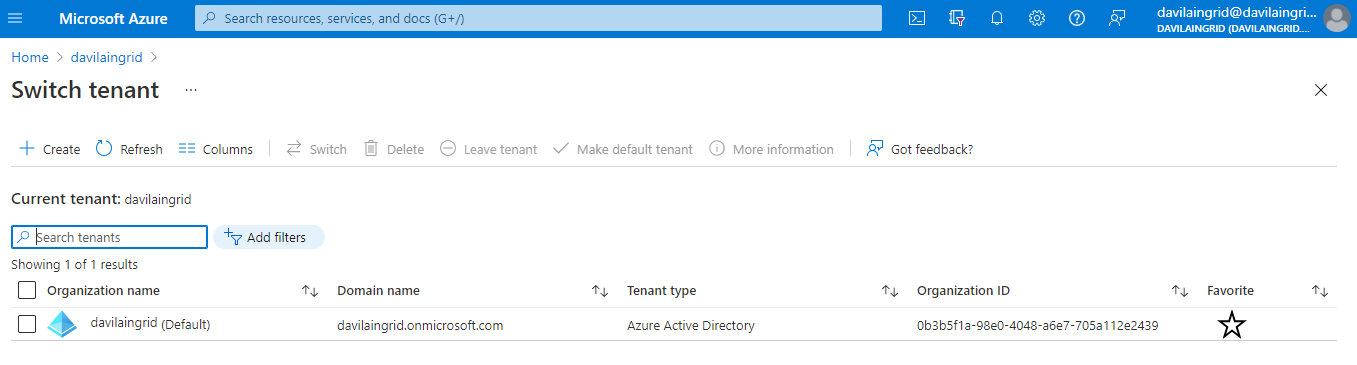 Microsoft Azure Search resources, services, and docs (G+/) davilaingrid@davilaingri...
DAVILAINGRID (DAVILAINGRID....
Home > davilaingrid >
Switch tenant ...
Create Refresh Columns Switch Delete Leave tenant Make default tenant More information Got feedback?
Current tenant: davilaingrid
Search tenants Add filters
Showing 1 of 1 results
Organization name Domain name Tenant type Organization ID Favorite
davilaingrid (Default) davilaingrid.onmicrosoft.com Azure Active Directory 0b3b5f1a-98e0-4048-a6e7-705a112e2439